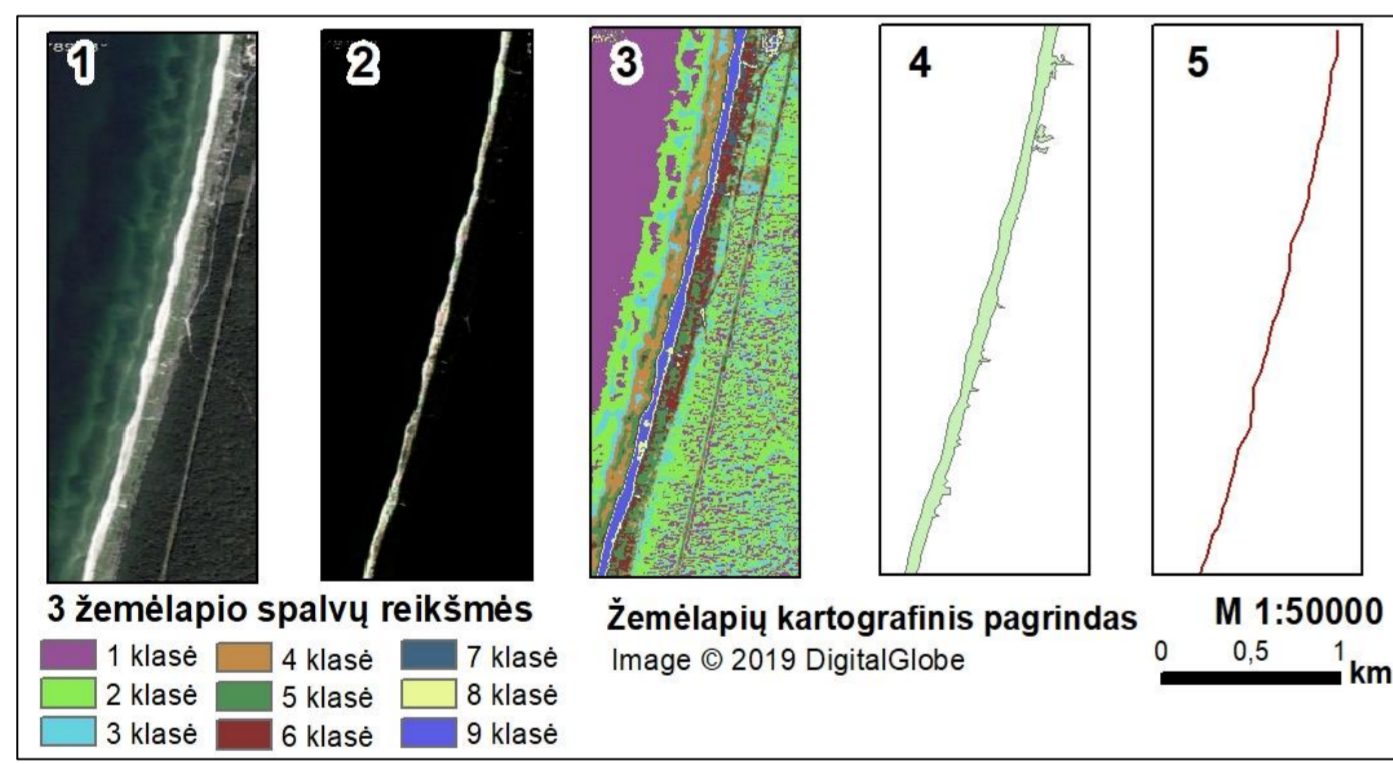 1
2
3
4
5
3 žemėlapio spalvų reikšmės
1 klasė
2 klasė
3 klasė
4 klasė
5 klasė
6 klasė
7 klasė
8 klasė
9 klasė
Žemėlapių kartografinis pagrindas
Image © 2019 DigitalGlobe
M 1:50000
0 0,5 1 km